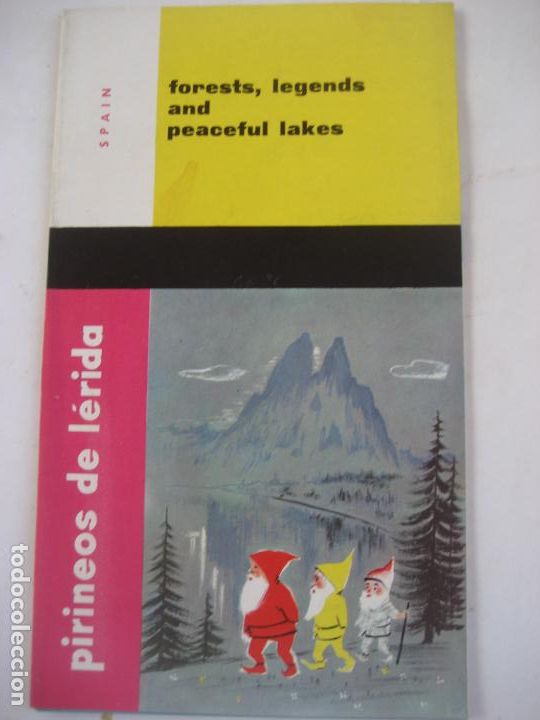 SPAIN
forests, legends
and
peaceful lakes
pirineos de lérida
todocoleccion